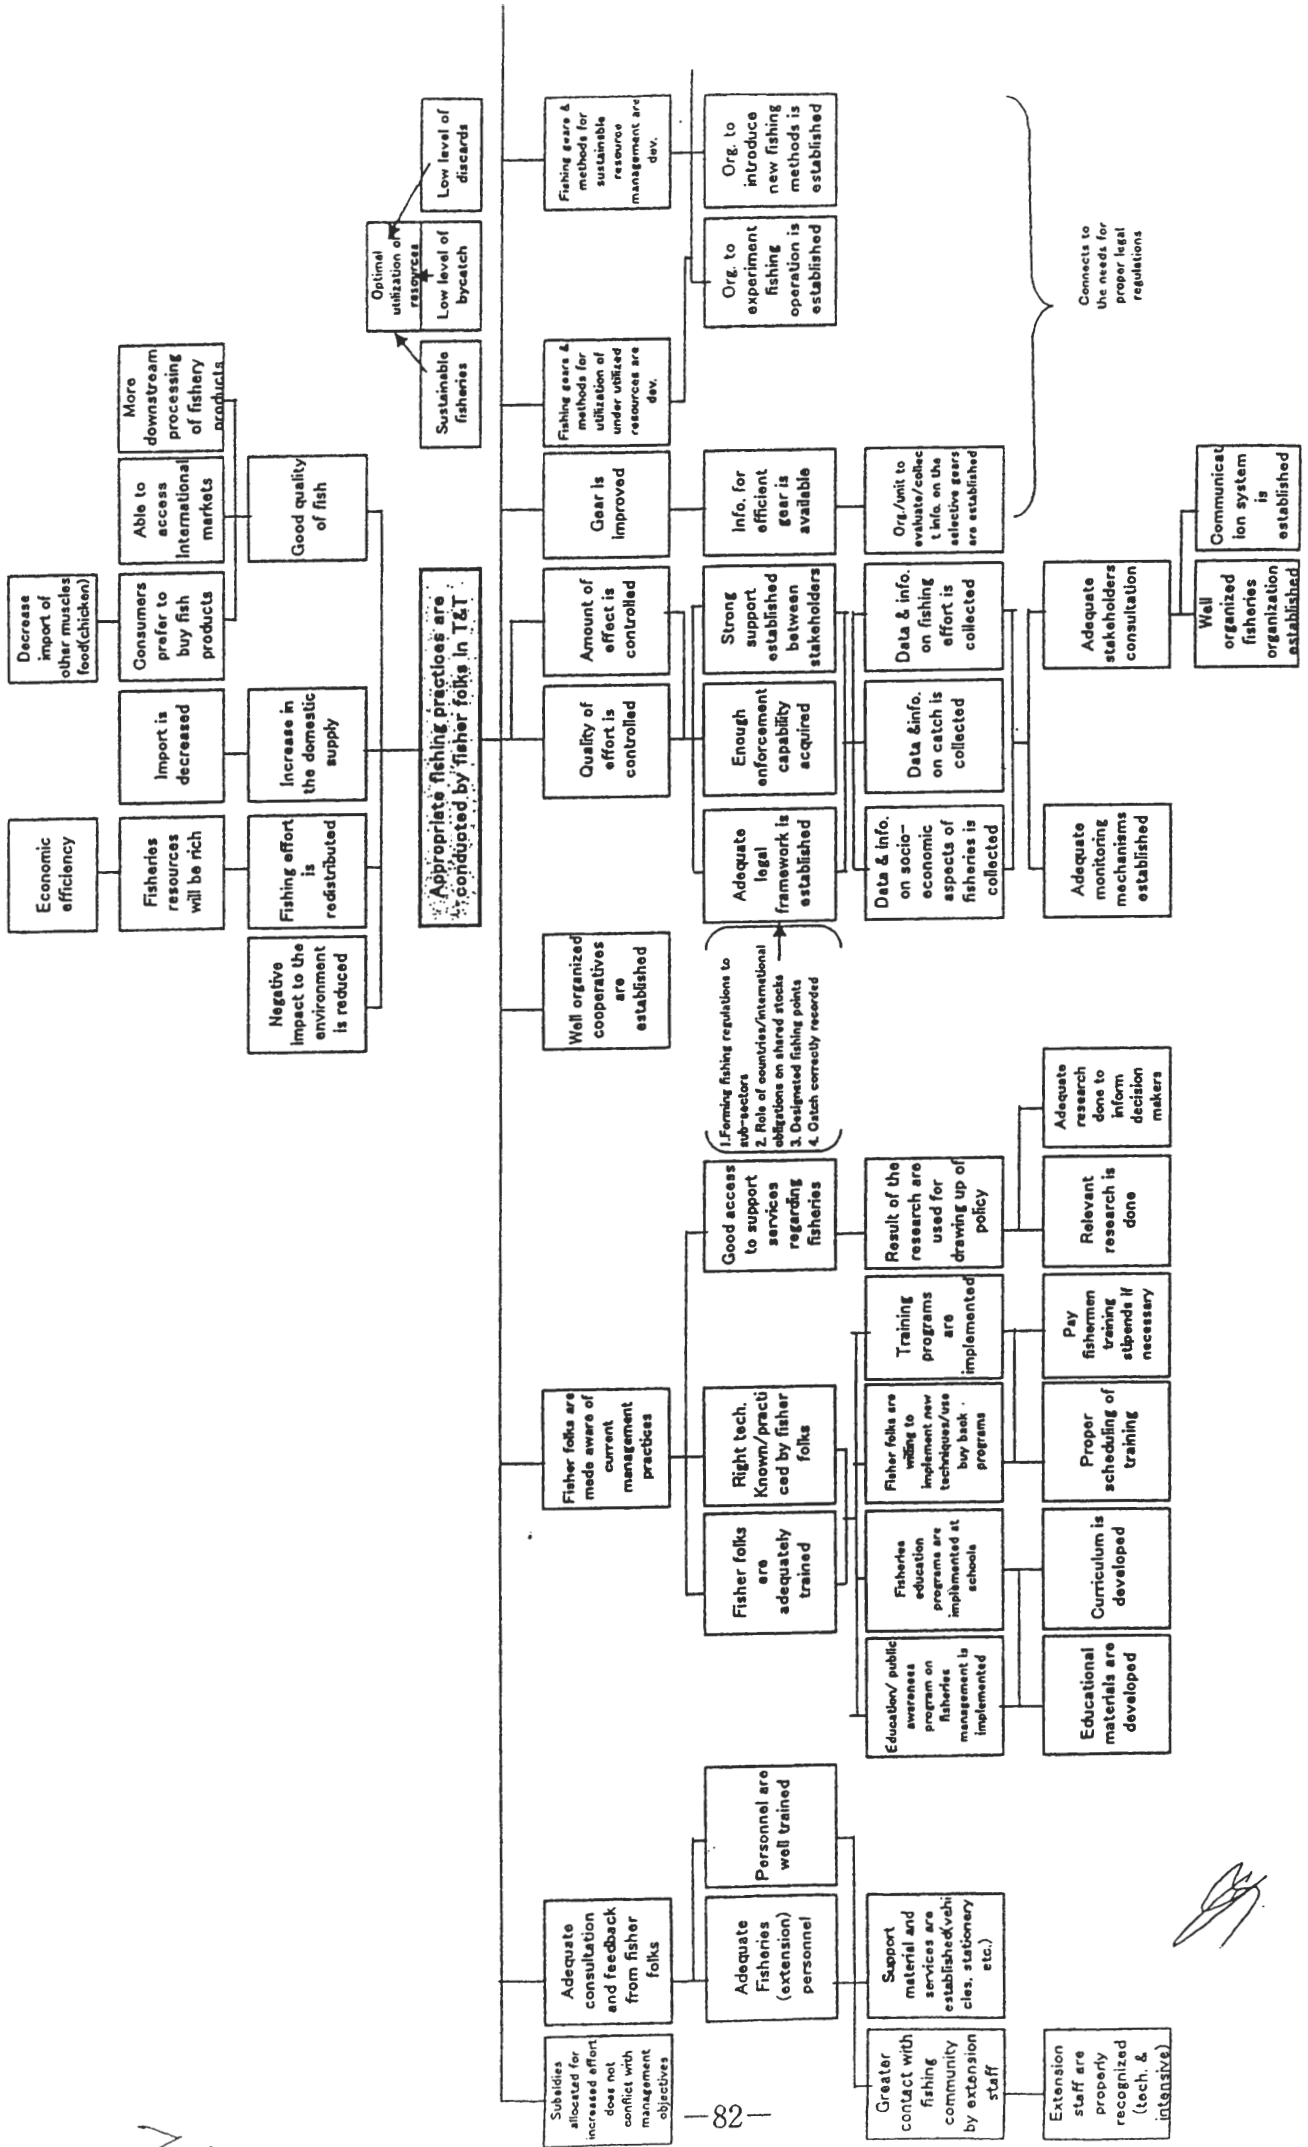 Decrease
import of
other muscles
food(chicken)
Economic
efficiency
Fisheries
resources
will be rich
Import is
decreased
Consumers
prefer to
buy fish
products
Able to
access
International
markets
More
downstream
processing
of fishery
products
Negative
Impact to the
environment
is reduced
Fishing effort
is
redistributed
Increase in
the domestic
supply
Good quality
of fish
Optimal
utilization of
resources
Appropriate fishing practices are
conducted by fisher folks in T&T
Sustainable
fisheries
Low level of
bycatch
Low level of
discards
Subsidies
allocated for
increased effort
does not
conflict with
management
objectives
Adequate
consultation
and feedback
from fisher
folks
Fisher folks are
made aware of
current
management
practices
Well organized
cooperatives
are
established
Quality of
effort is
controlled
Amount of
effect is
controlled
Gear is
Improved
Fishing gears &
methods for
utilization of
under utilized
resources are
dev.
Fishing gears &
methods for
sustainable
resource
management are
dev.
Adequate
Fisheries
(extension)
personnel
Personnel are
well trained
Fisher folks
are
adequately
trained
Right tech.
Known/practi
ced by fisher
folks
Good access
to support
services
regarding
fisheries
1.Forming fishing regulations to
sub-sectors
2. Role of countries/international
obligations on shared stocks
3. Designated fishing points
4. Catch correctly recorded
Adequate
legal
framework is
established
Enough
enforcement
capability
acquired
Strong
support
established
between
stakeholders
Info. for
efficient
gear is
available
Org. to
experiment
fishing
operation is
established
Org. to
introduce
new fishing
methods is
established
Greater
contact with
fishing
community
by extension
staff
Support
material and
services are
established(vehi
cles, stationery
etc.)
Education/ public
awareness
program on
fisheries
management is
implemented
Fisheries
education
programs are
implemented at
schools
Fisher folks are
willing to
implement new
techniques/use
buy back
programs
Training
programs
are
implemented
Result of the
research are
used for
drawing up of
policy
Data & info.
on socio-
economic
aspects of
fisheries is
collected
Data &info.
on catch is
collected
Data & info.
on fishing
effort is
collected
Org./unit to
evaluate/collec
t info. on the
selective gears
are established
Extension
staff are
properly
recognized
(tech. &
intensive)
Educational
materials are
developed
Curriculum is
developed
Proper
scheduling of
training
Pay
fishermen
training
stipends if
necessary
Relevant
research is
done
Adequate
research
done to
inform
decision
makers
Adequate
monitoring
mechanisms
established
Adequate
stakeholders
consultation
Connects to
the needs for
proper legal
regulations
Well
organized
fisheries
organization
established
Communicat
ion system
is
established
—82—